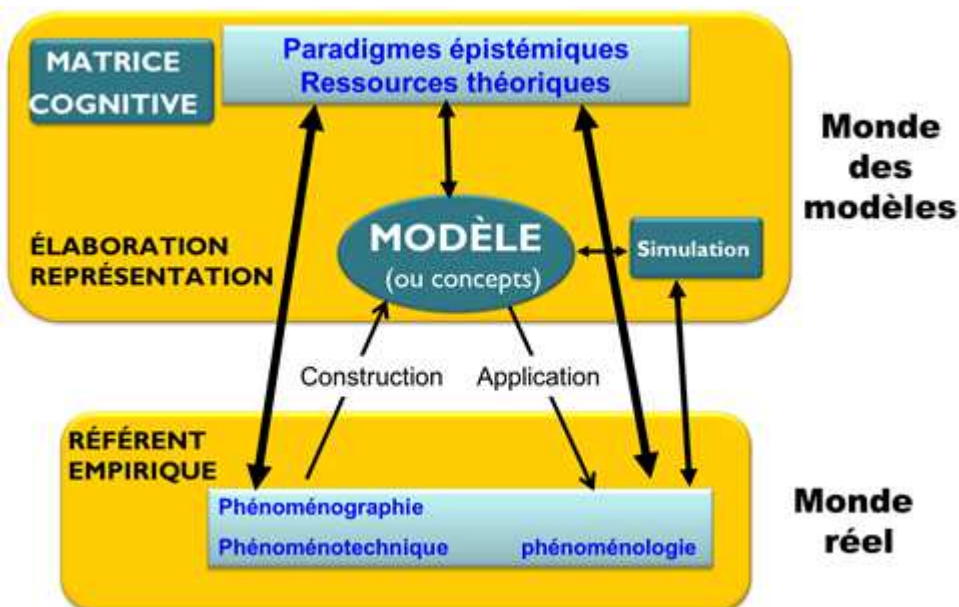 Paradigmes épistémiques
Ressources théoriques
MATRICE
COGNITIVE
Monde
des
modèles
MODÈLE
(ou concepts)
Simulation
ÉLABORATION
REPRÉSENTATION
Construction
Application
RÉFÉRENT
EMPIRIQUE
Phénoménographie
Phénoménotechnique phénoménologie
Monde
réel